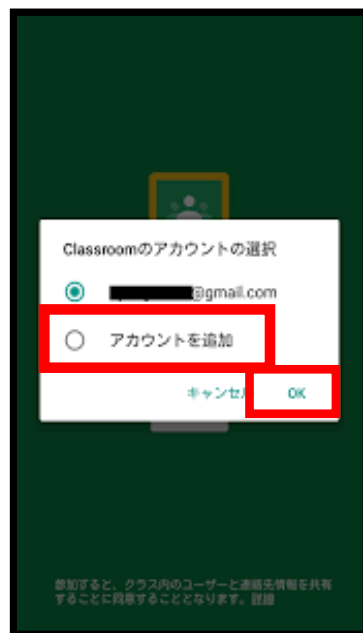 Classroomのアカウントの選択
@gmail.com
アカウントを追加
キャンセル
OK
参加すると、クラス内のユーザーと連絡先情報を共有
することに同意することとなります。詳細